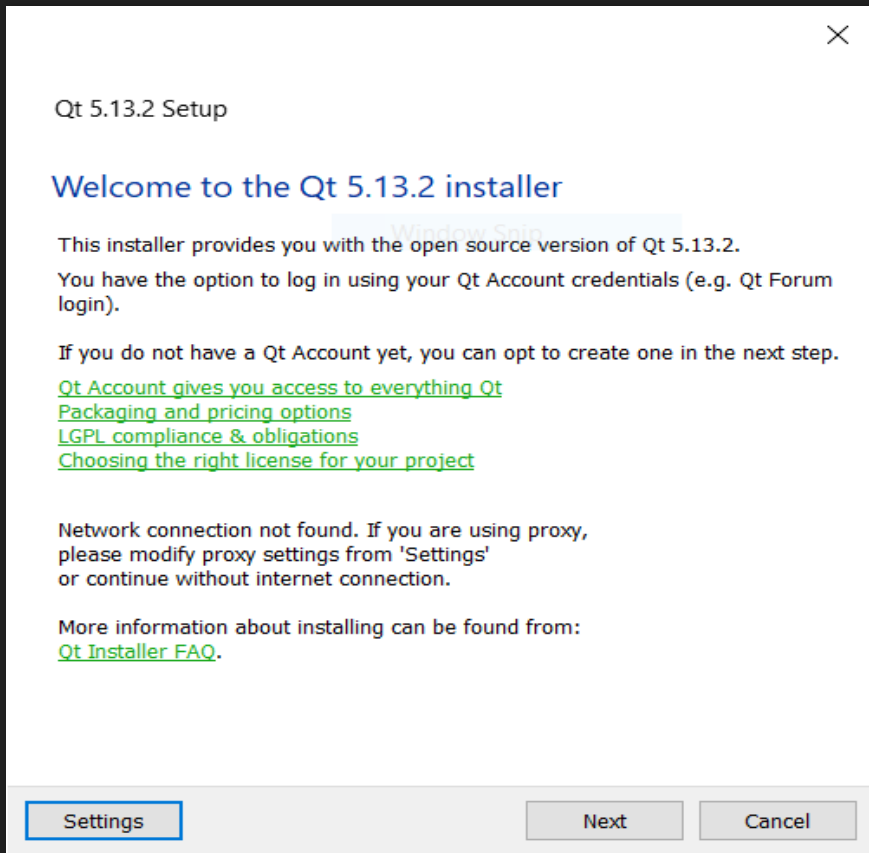 Qt 5.13.2 Setup
Welcome to the Qt 5.13.2 installer
Window Snip
This installer provides you with the open source version of Qt 5.13.2.
You have the option to log in using your Qt Account credentials (e.g. Qt Forum
login).
If you do not have a Qt Account yet, you can opt to create one in the next step.
Qt Account gives you access to everything Qt
Packaging and pricing options
LGPL compliance & obligations
Choosing the right license for your project
Network connection not found. If you are using proxy,
please modify proxy settings from 'Settings'
or continue without internet connection.
More information about installing can be found from:
Qt Installer FAQ.
Settings Next Cancel